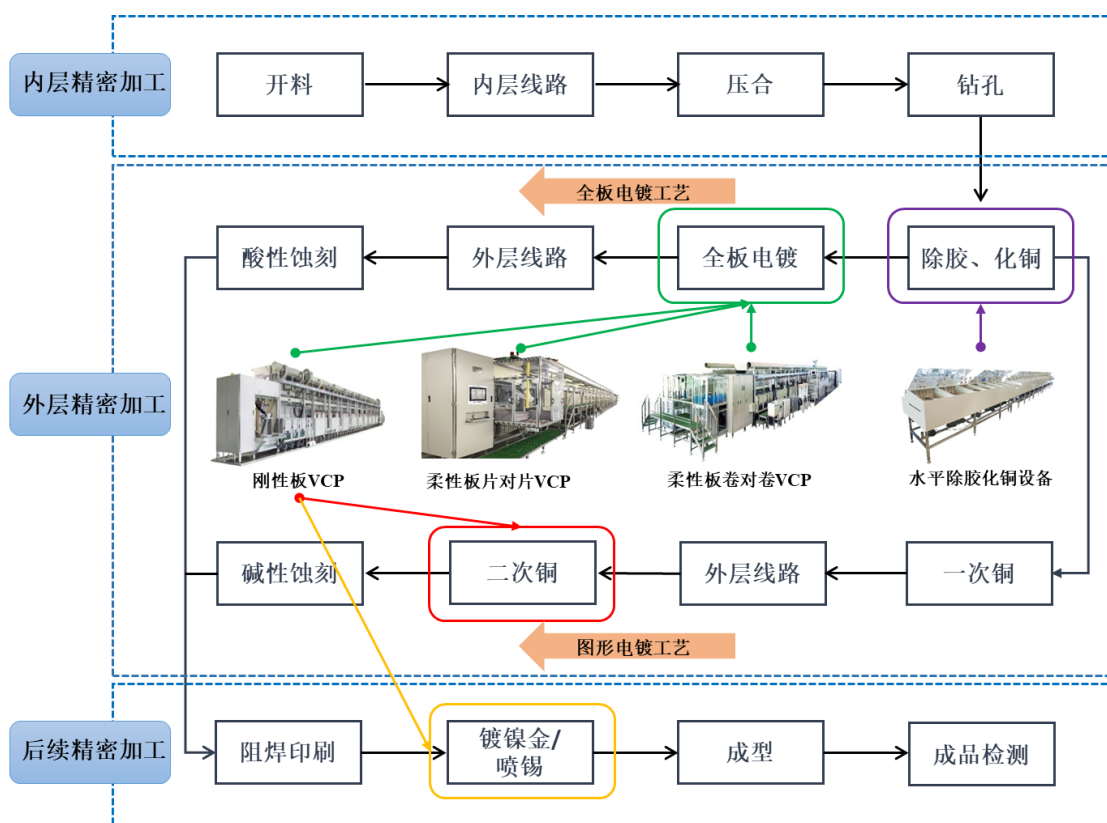 内层精密加工
开料
内层线路
压合
钻孔
全板电镀工艺
酸性蚀刻
外层线路
全板电镀
除胶、化铜
外层精密加工
刚性板VCP
柔性板片对片VCP
柔性板卷对卷VCP
水平除胶化铜设备
碱性蚀刻
二次铜
外层线路
一次铜
图形电镀工艺
后续精密加工
阻焊印刷
镀镍金/
喷锡
成型
成品检测